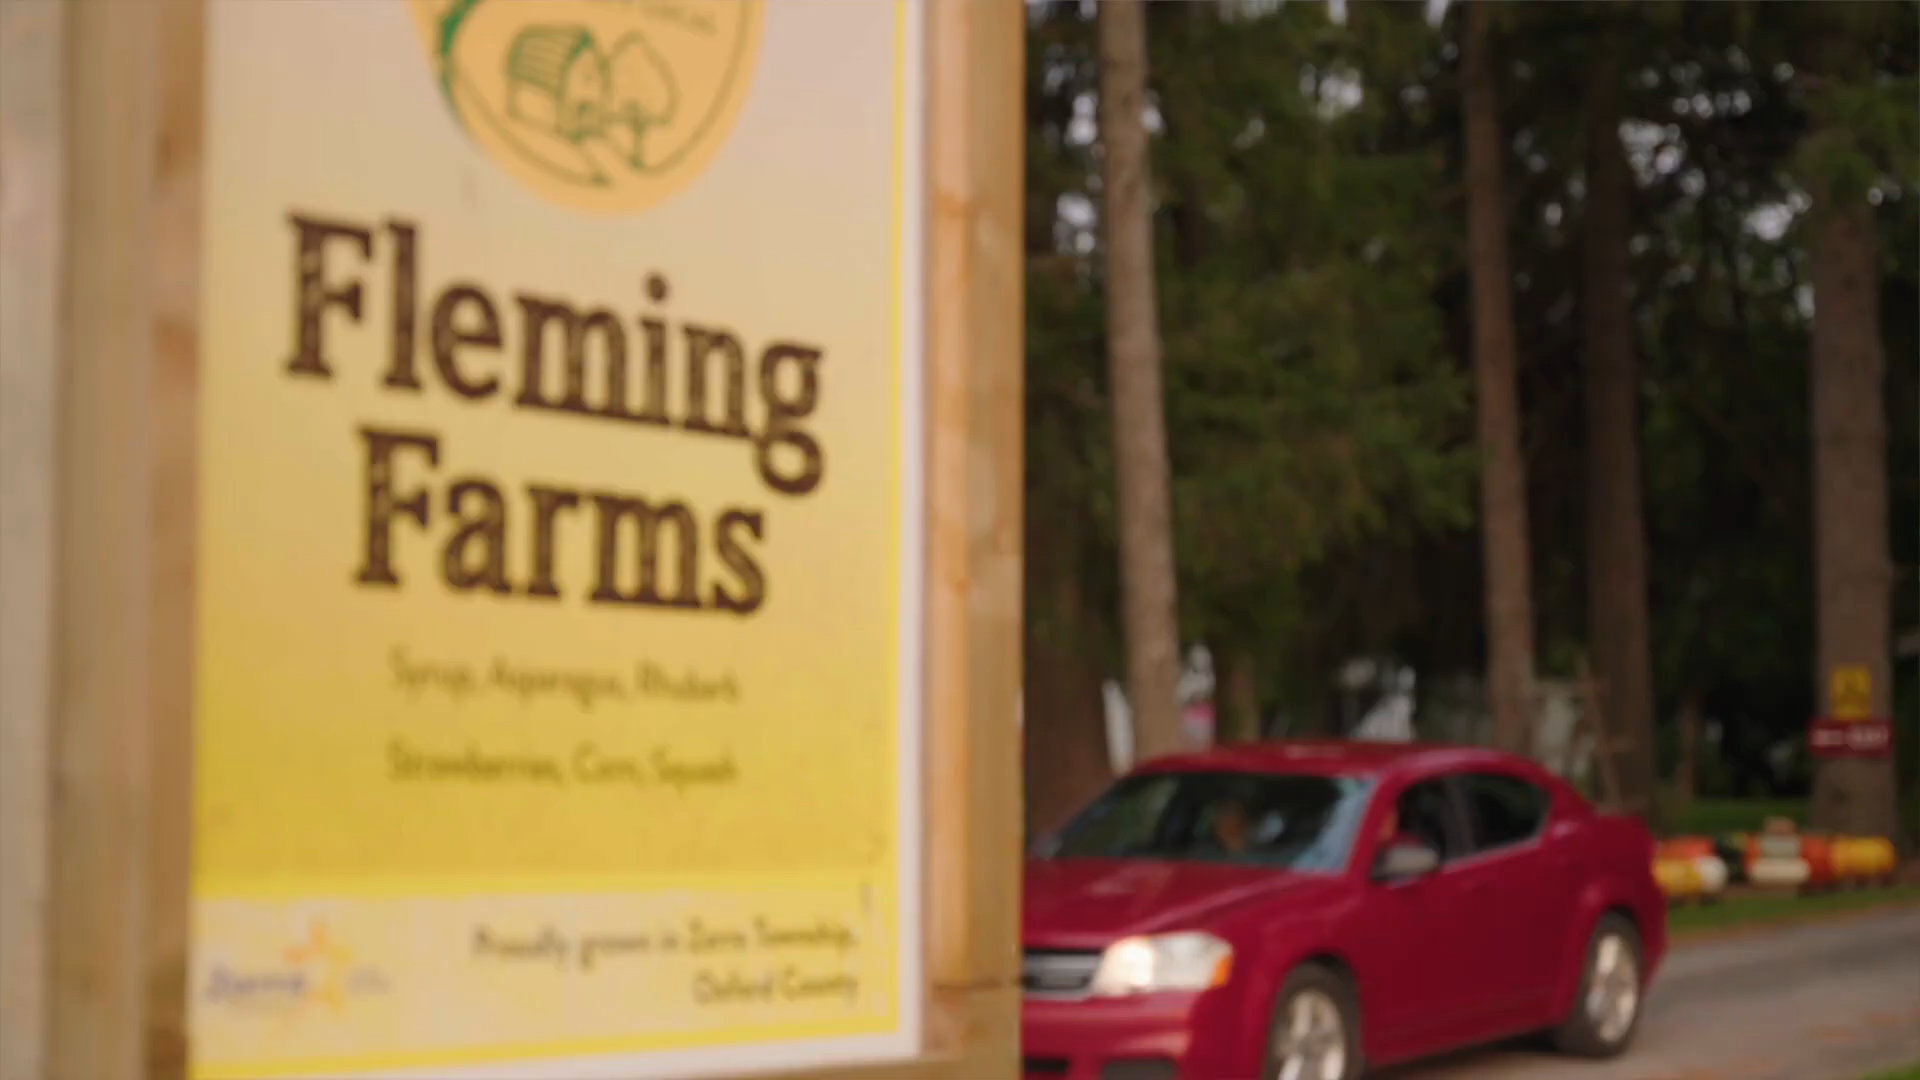 Fleming
Farms
Syrup, Asparagus, Rhubarb
Strawberries, Corn, Squash
Proudly grown in Zorra Township,
Oxford County